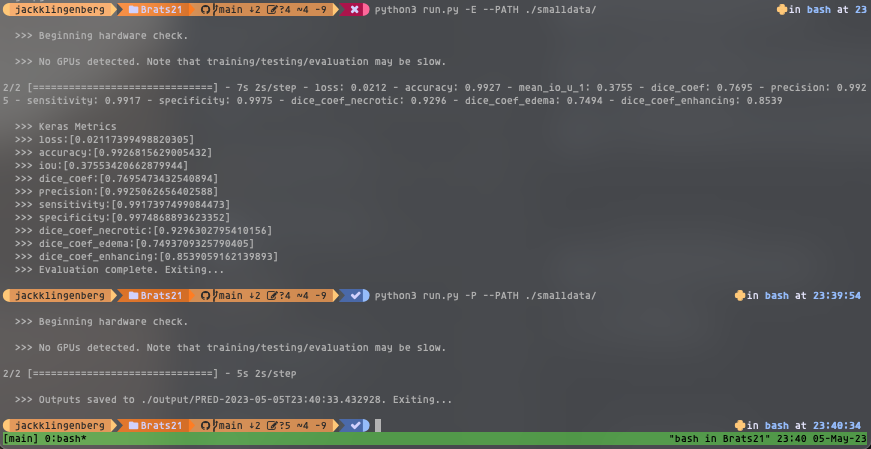 jackklingenberg Brats21 /main ↓2 ?4 ~4 -9 ✖ python3 run.py -E --PATH ./smalldata/ in bash at 23
>>> Beginning hardware check.
>>> No GPUs detected. Note that training/testing/evaluation may be slow.
2/2 [==============================] - 7s 2s/step - loss: 0.0212 - accuracy: 0.9927 - mean_io_u_1: 0.3755 - dice_coef: 0.7695 - precision: 0.992
5 - sensitivity: 0.9917 - specificity: 0.9975 - dice_coef_necrotic: 0.9296 - dice_coef_edema: 0.7494 - dice_coef_enhancing: 0.8539
>>> Keras Metrics
>>> loss:[0.02117399498820305]
>>> accuracy:[0.9926815629005432]
>>> iou:[0.37553420662879944]
>>> dice_coef:[0.7695473432540894]
>>> precision:[0.9925062656402588]
>>> sensitivity:[0.9917399499084473]
>>> specificity:[0.9974868893623352]
>>> dice_coef_necrotic:[0.9296302795410156]
>>> dice_coef_edema:[0.7493709325790405]
>>> dice_coef_enhancing:[0.8539059162139893]
>>> Evaluation complete. Exiting...
jackklingenberg Brats21 /main ↓2 ?4 ~4 -9 ✔ python3 run.py -P --PATH ./smalldata/ in bash at 23:39:54
>>> Beginning hardware check.
>>> No GPUs detected. Note that training/testing/evaluation may be slow.
2/2 [==============================] - 5s 2s/step
>>> Outputs saved to ./output/PRED-2023-05-05T23:40:33.432928. Exiting...
jackklingenberg Brats21 /main ↓2 ?5 ~4 -9 ✔ in bash at 23:40:34
[main] 0:bash* "bash in Brats21" 23:40 05-May-23